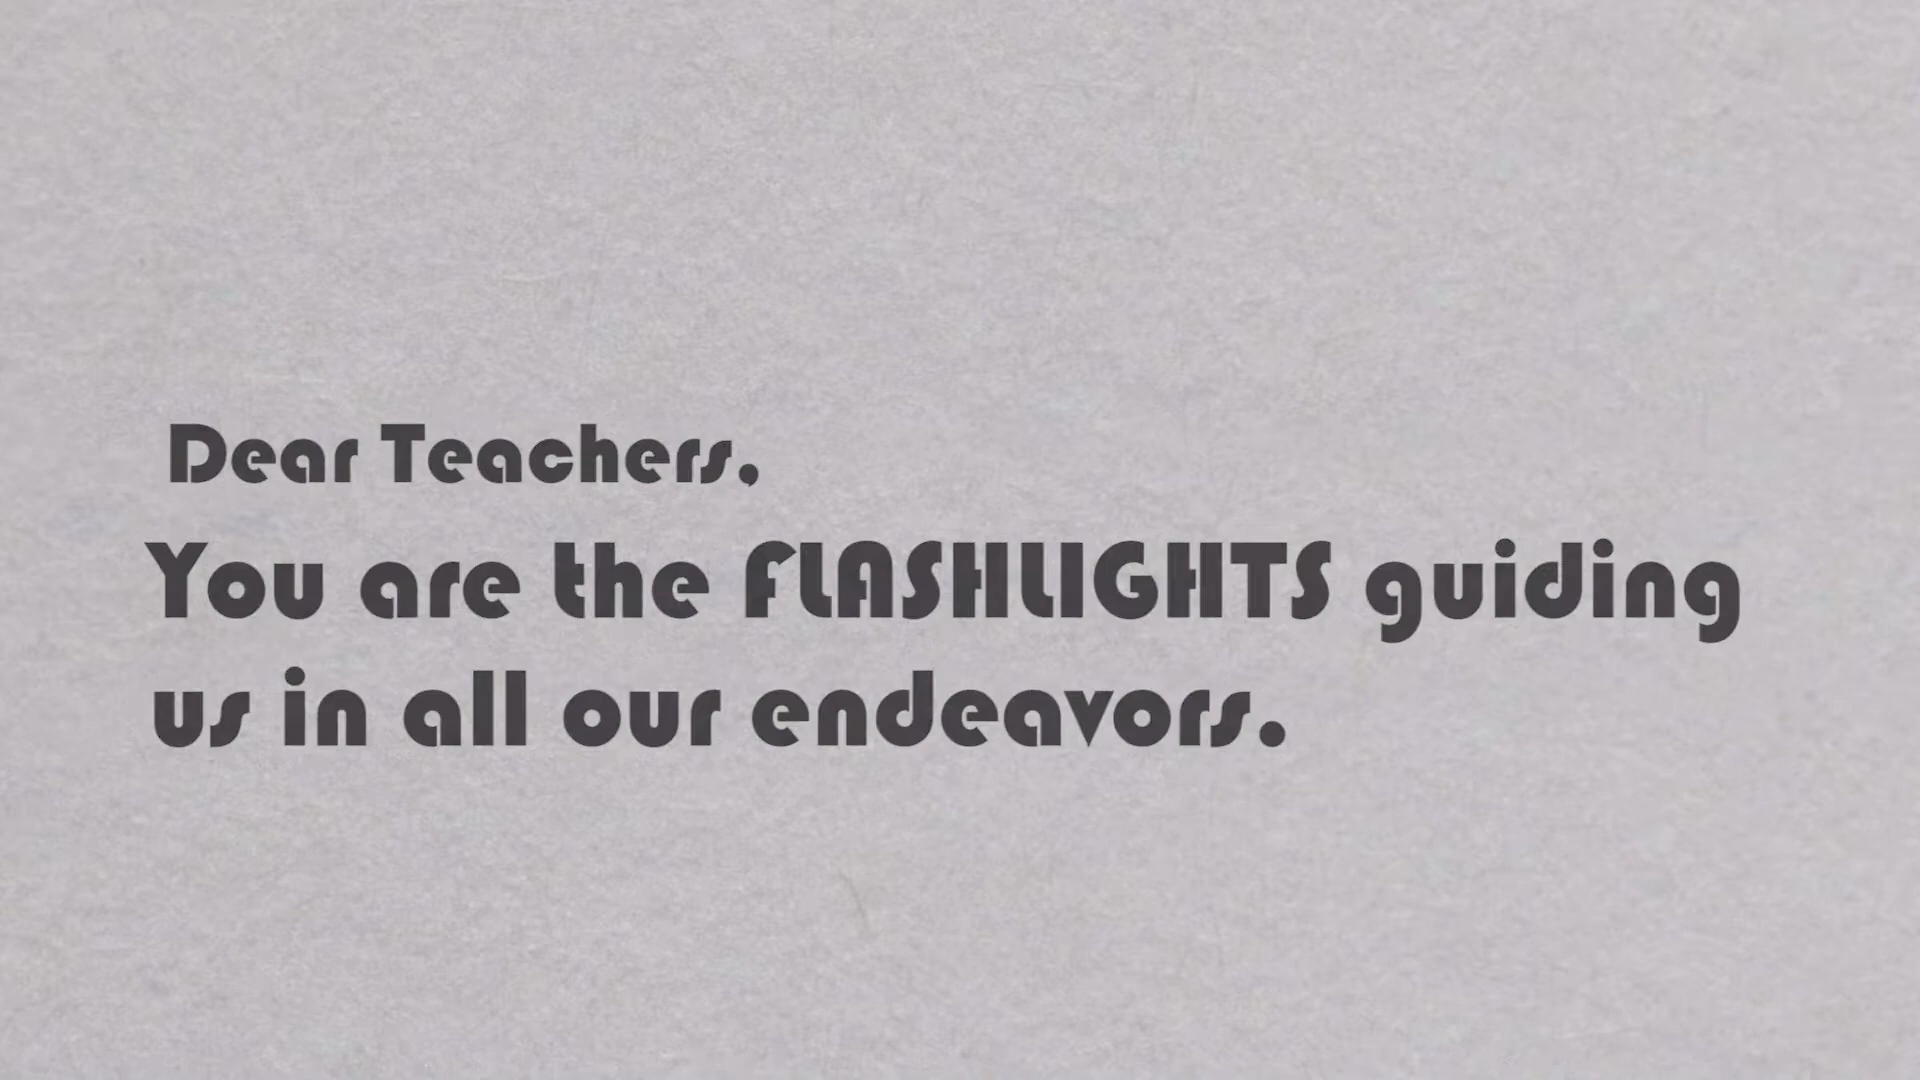 Dear Teachers,
You are the FLASHLIGHTS guiding
us in all our endeavors.